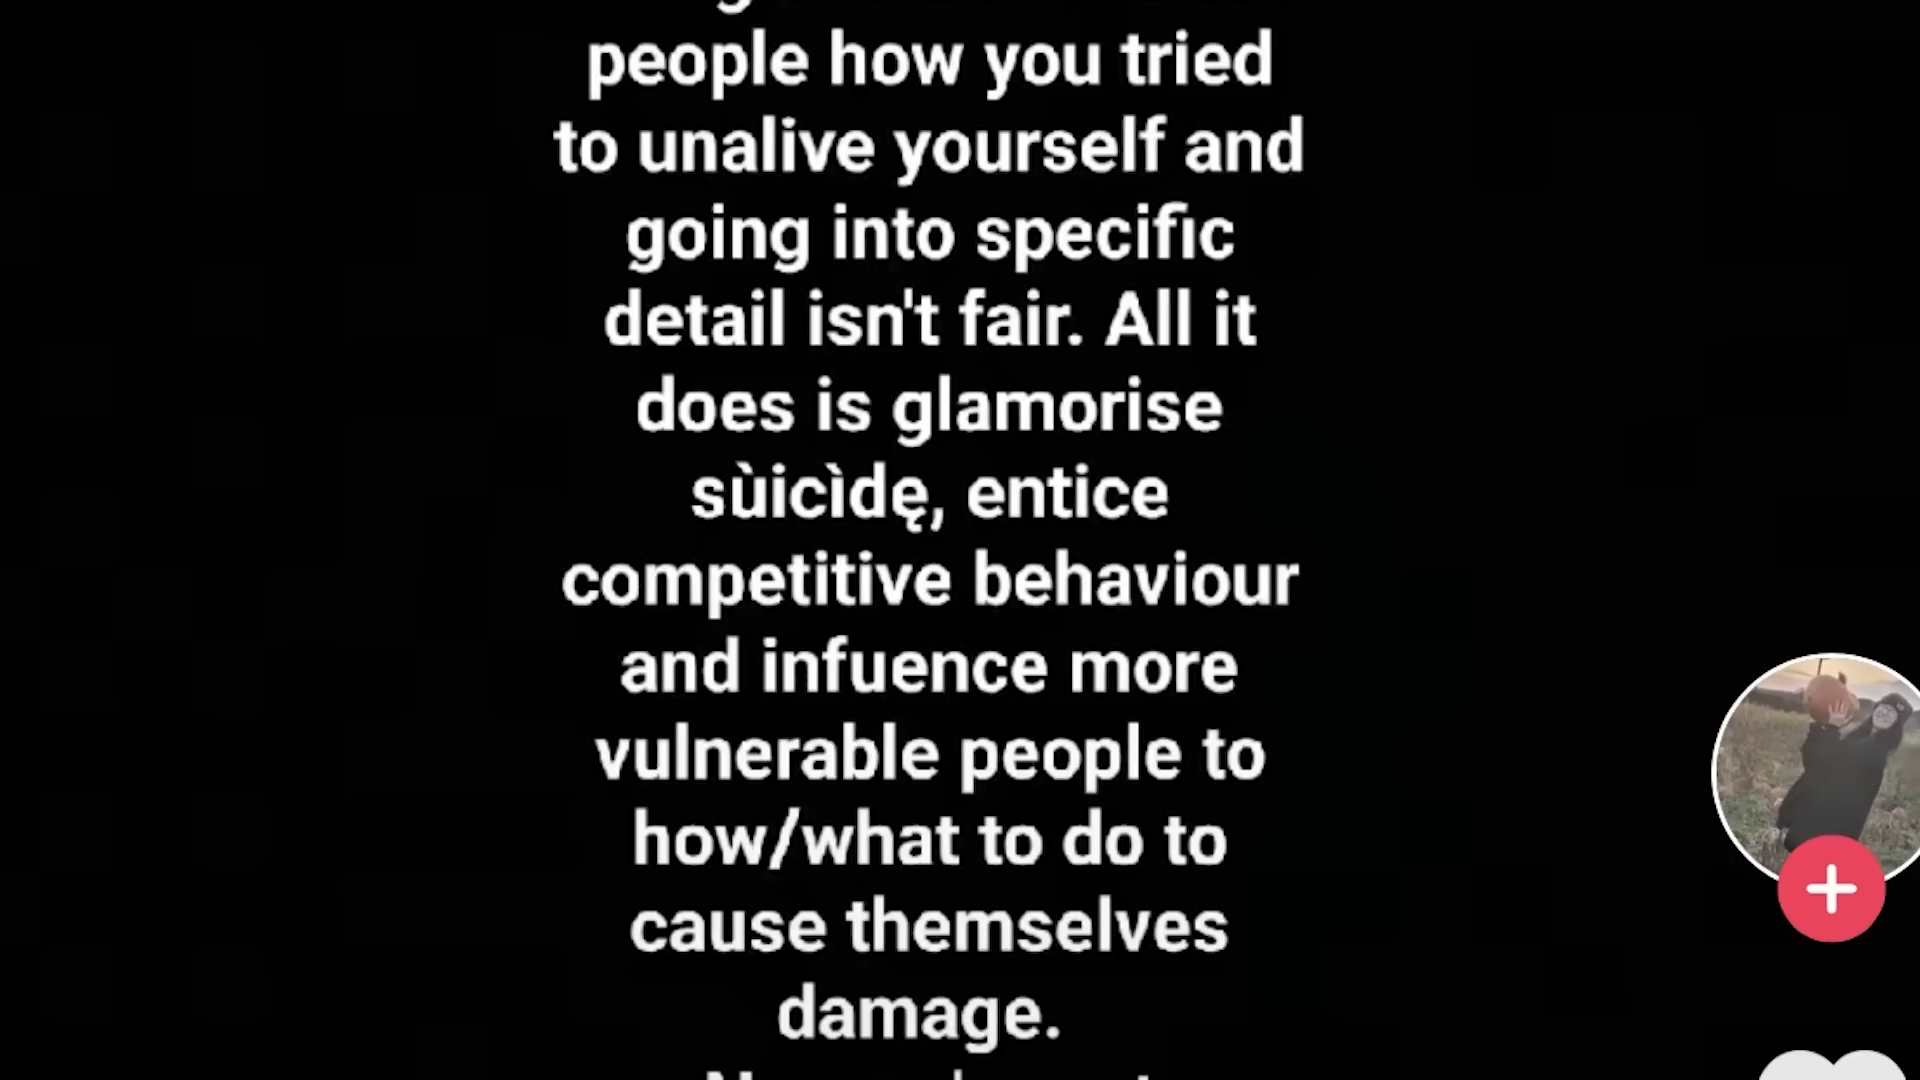 people how you tried
to unalive yourself and
going into specific
detail isn't fair. All it
does is glamorise
sùicìdę, entice
competitive behaviour
and infuence more
vulnerable people to
how/what to do to
cause themselves
damage.